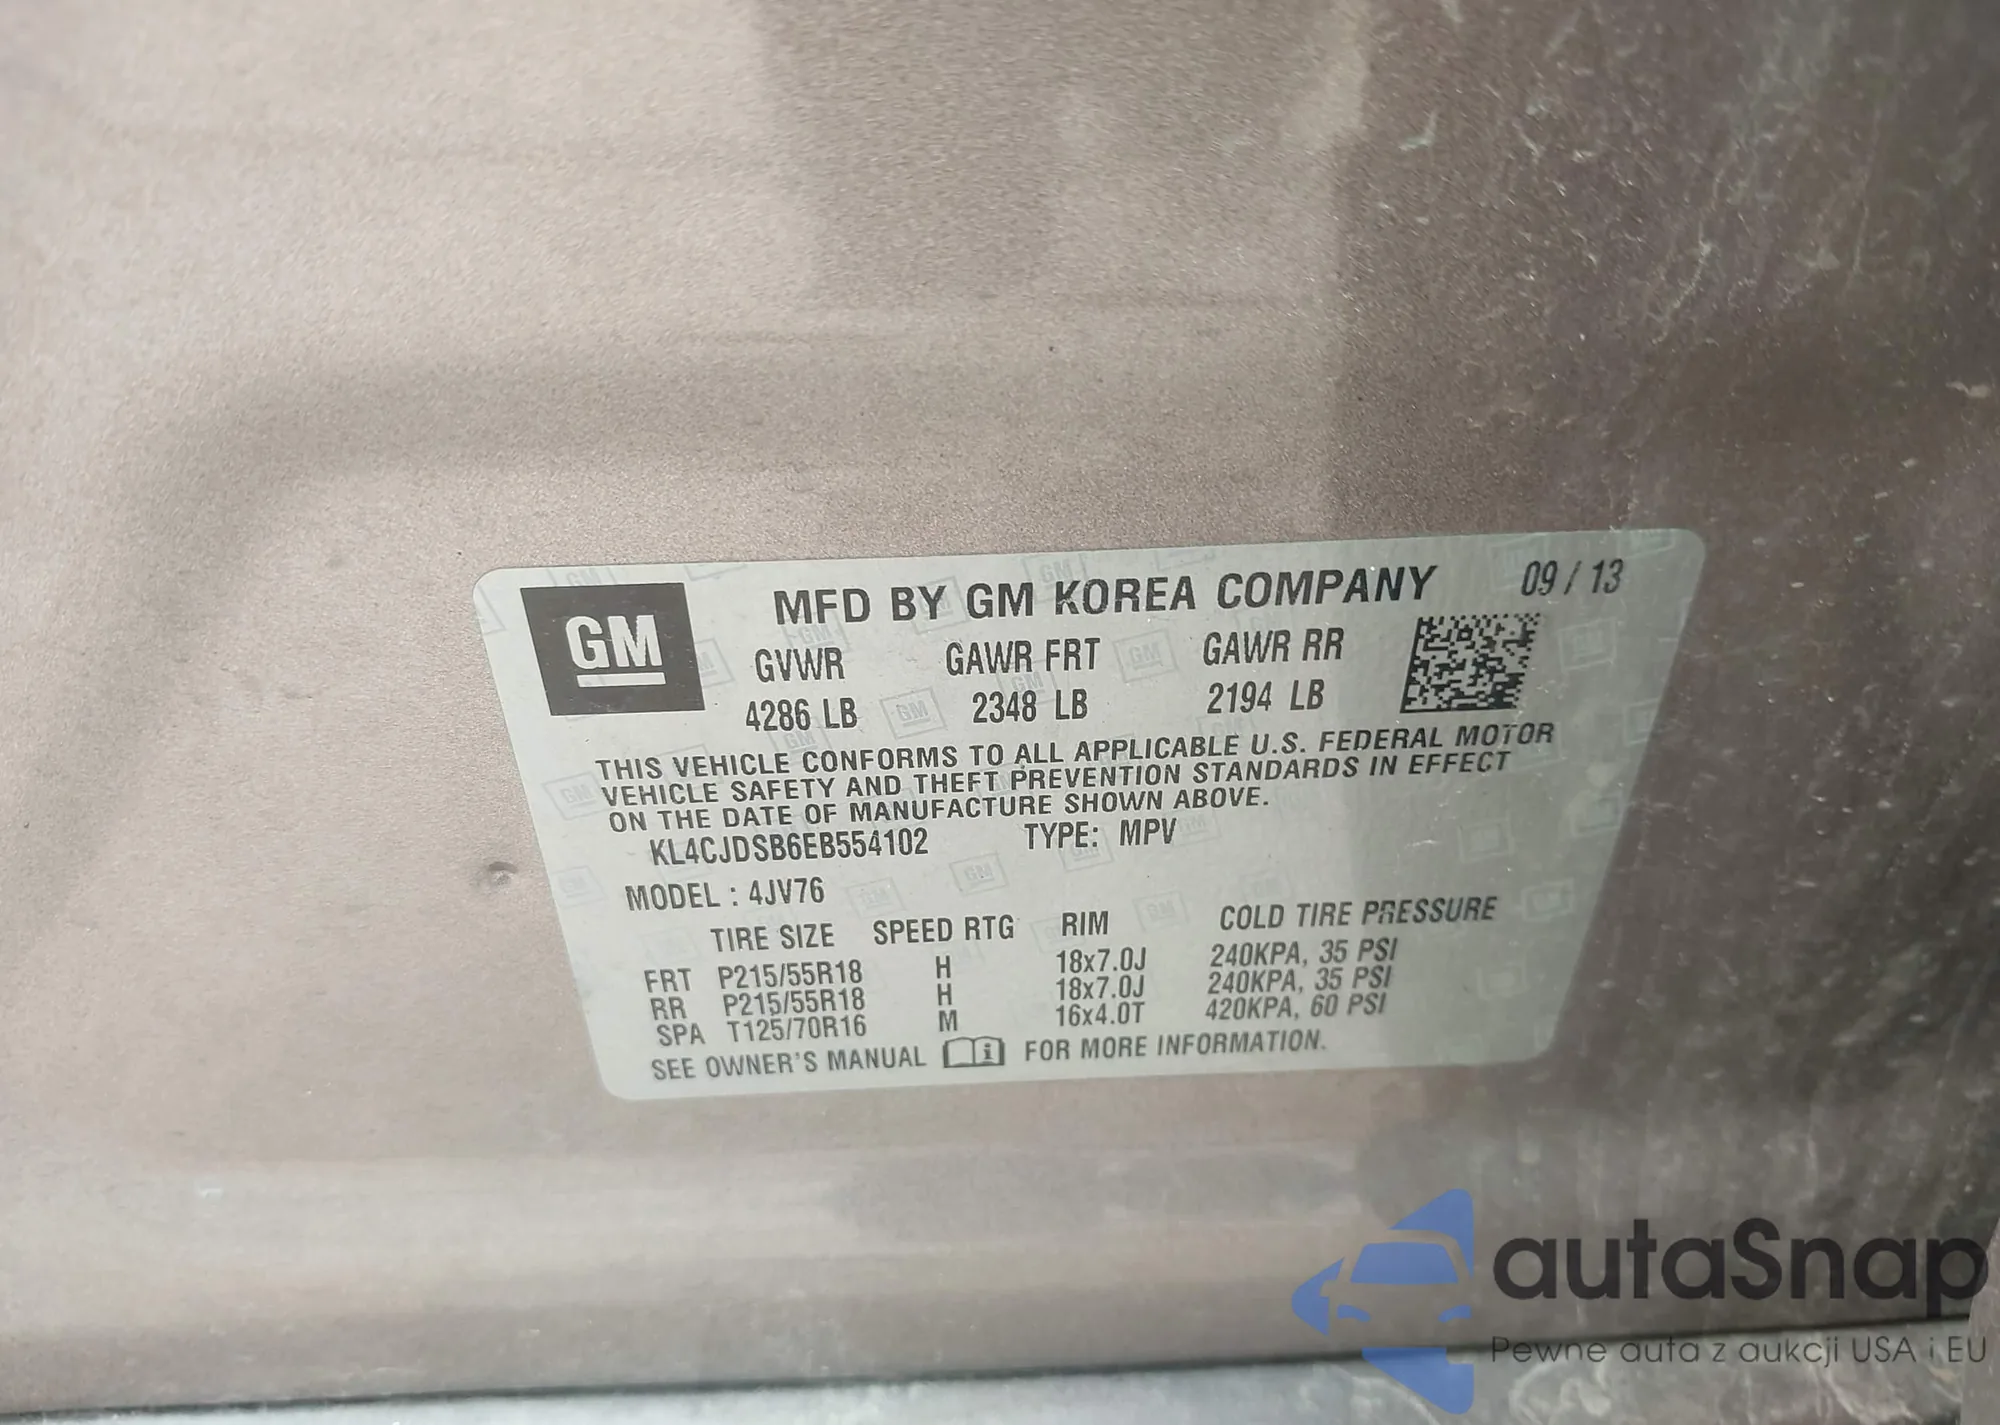 GM
MFD BY GM KOREA COMPANY 09 / 13
GVWR GAWR FRT GAWR RR
4286 LB 2348 LB 2194 LB
THIS VEHICLE CONFORMS TO ALL APPLICABLE U.S. FEDERAL MOTOR
VEHICLE SAFETY AND THEFT PREVENTION STANDARDS IN EFFECT
ON THE DATE OF MANUFACTURE SHOWN ABOVE.
KL4CJDSB6EB554102 TYPE: MPV
MODEL : 4JV76
TIRE SIZE SPEED RTG RIM COLD TIRE PRESSURE
FRT P215/55R18 H 18x7.0J 240KPA, 35 PSI
RR P215/55R18 H 18x7.0J 240KPA, 35 PSI
SPA T125/70R16 M 16x4.0T 420KPA, 60 PSI
SEE OWNER'S MANUAL i FOR MORE INFORMATION.
autaSnap
Pewne auta z aukcji USA i EU